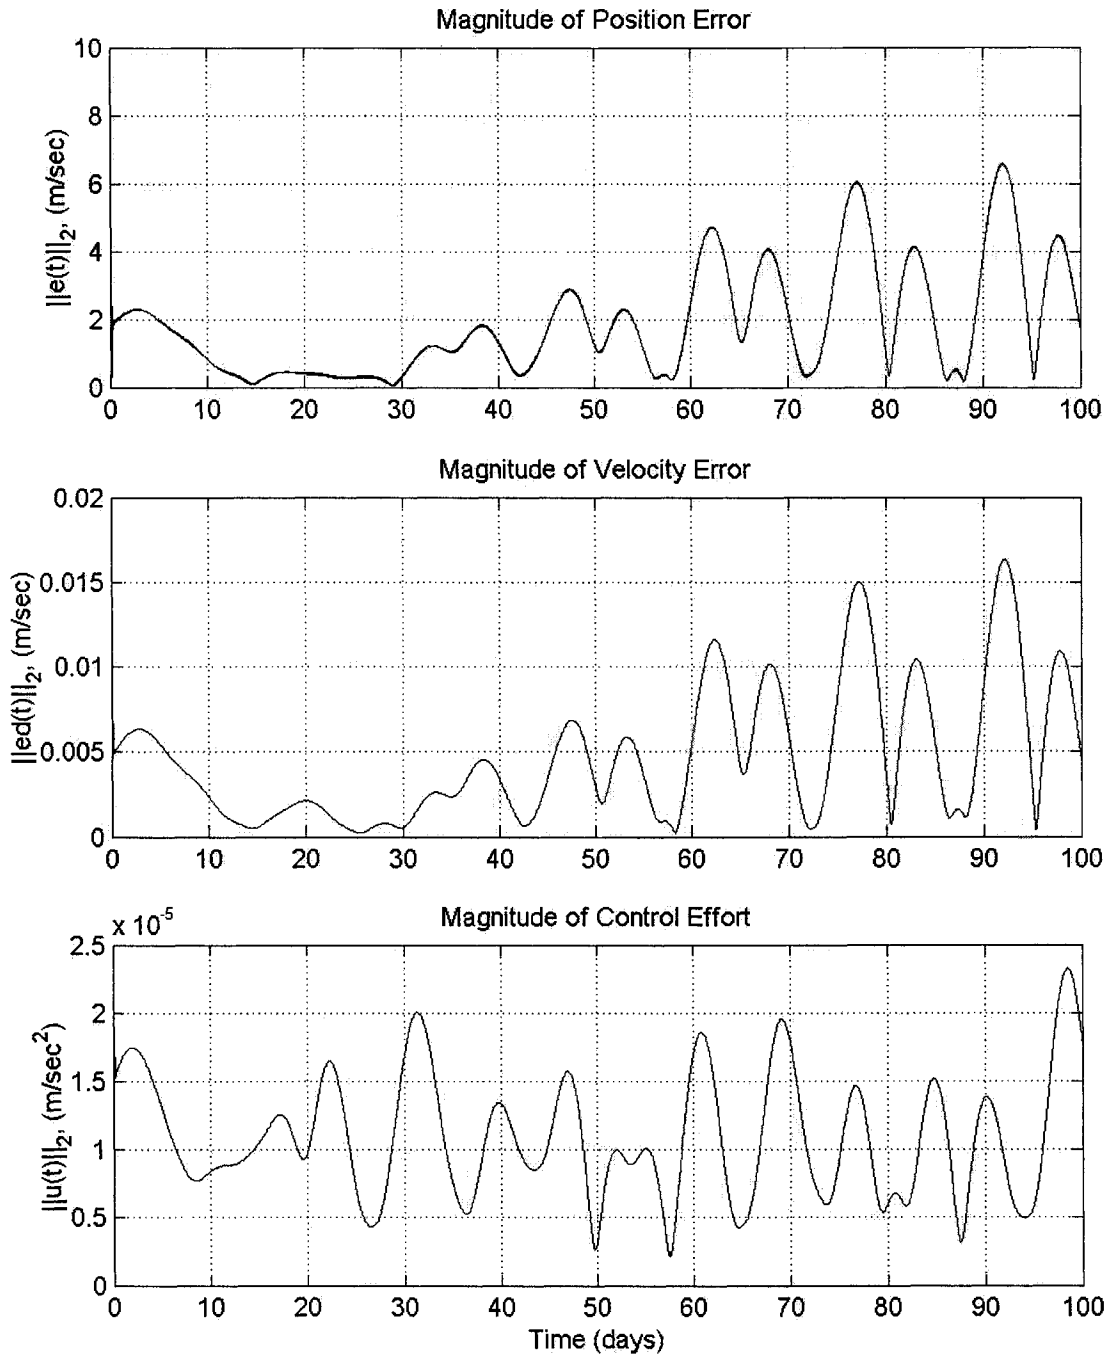 Magnitude of Position Error
10
8
6
4
2
0
||e(t)||₂, (m/sec)
0 10 20 30 40 50 60 70 80 90 100
Magnitude of Velocity Error
0.02
0.015
0.01
0.005
0
||ed(t)||₂, (m/sec)
0 10 20 30 40 50 60 70 80 90 100
x 10⁻⁵
Magnitude of Control Effort
2.5
2
1.5
1
0.5
0
||u(t)||₂, (m/sec²)
0 10 20 30 40 50 60 70 80 90 100
Time (days)